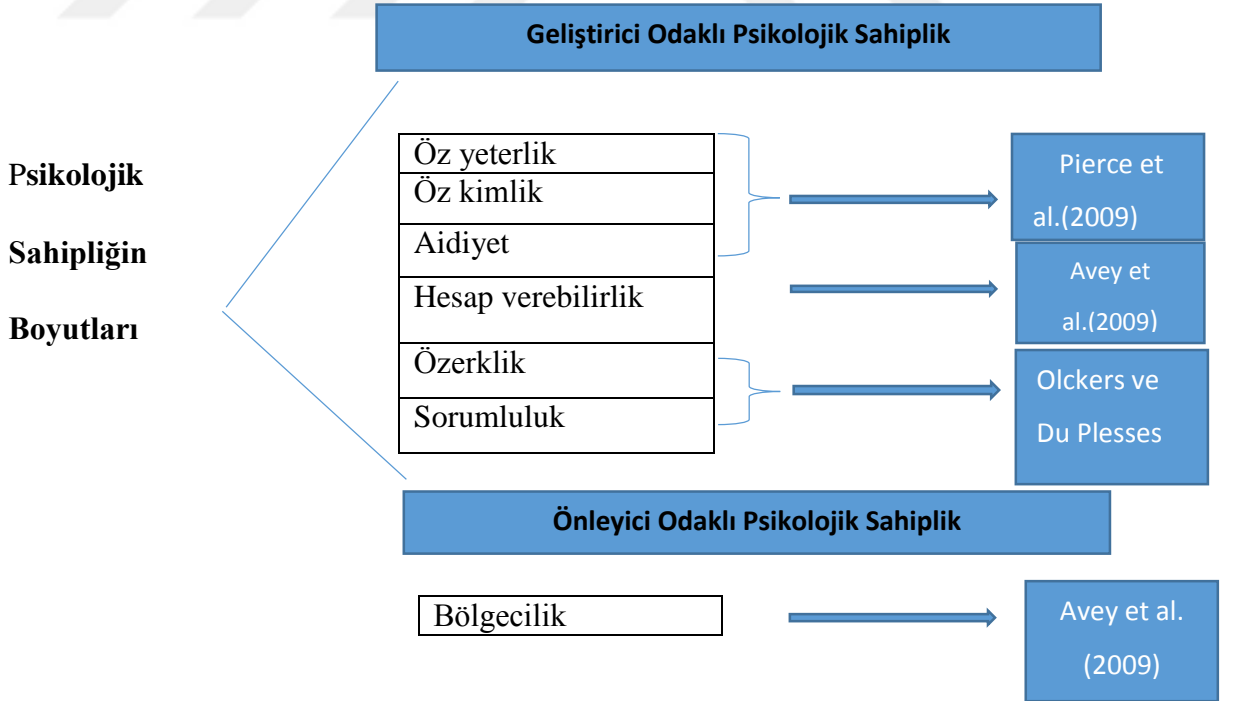 Geliştirici Odaklı Psikolojik Sahiplik
Psikolojik
Sahipliğin
Boyutları
Öz yeterlik
Öz kimlik
Aidiyet
Hesap verebilirlik
Özerklik
Sorumluluk
Pierce et
al.(2009)
Avey et
al.(2009)
Olckers ve
Du Plesses
Önleyici Odaklı Psikolojik Sahiplik
Bölgecilik
Avey et al.
(2009)